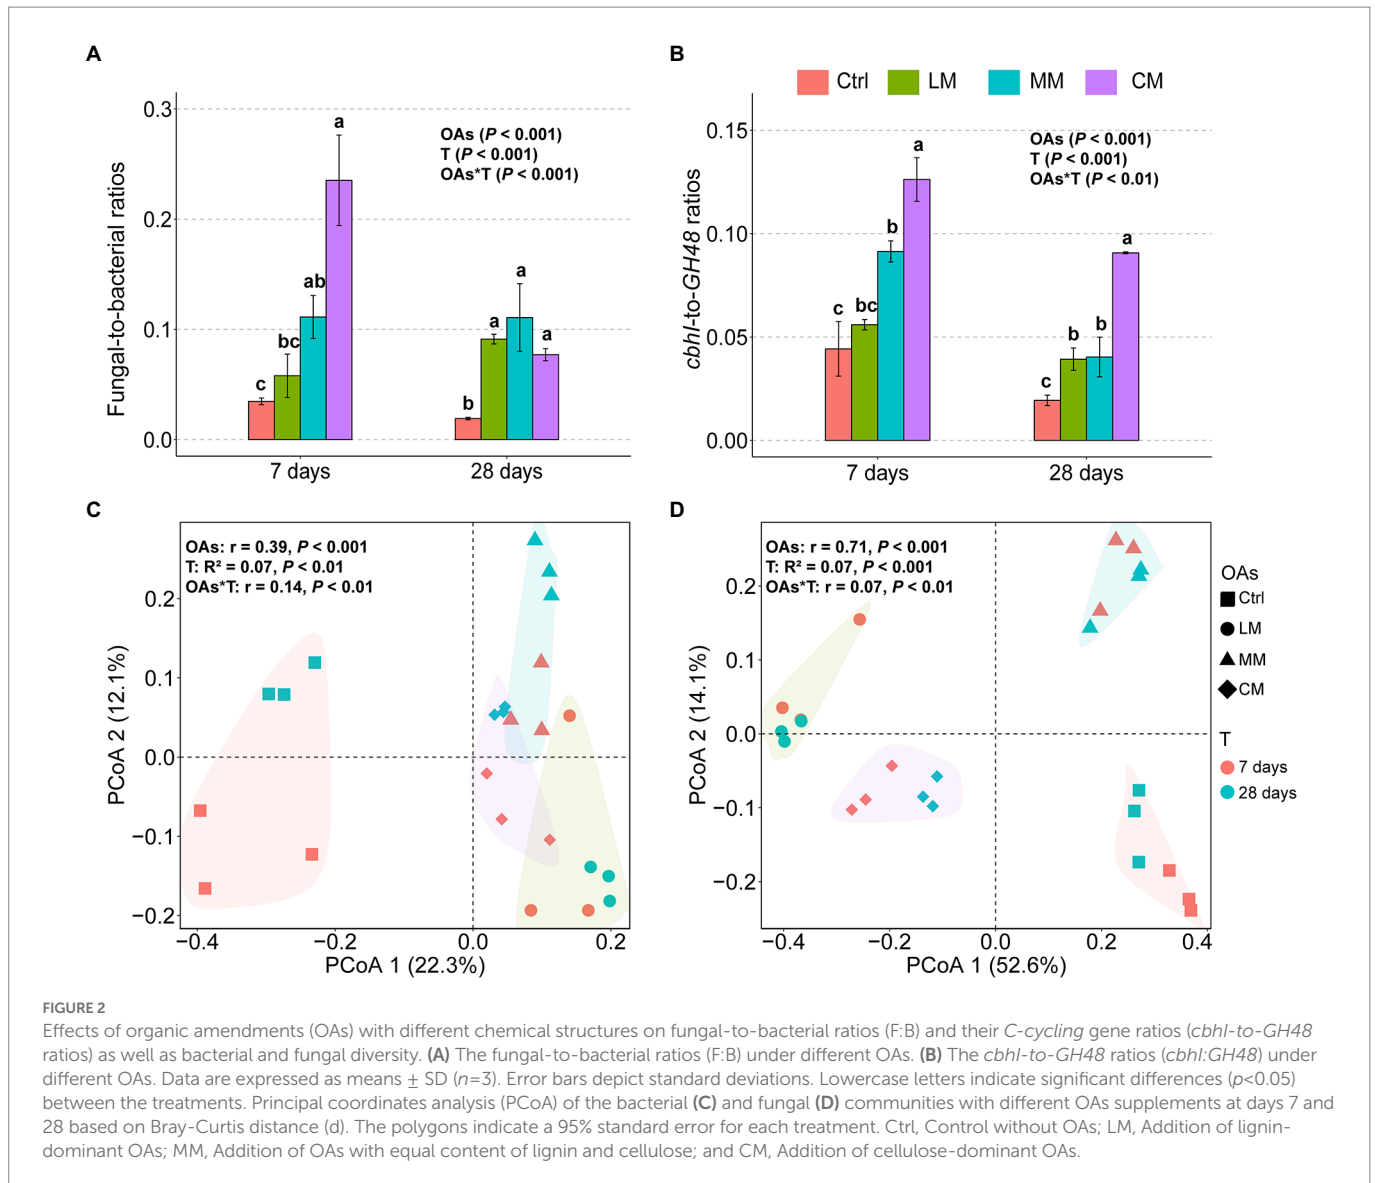 A
B
Ctrl
LM
MM
CM
Fungal-to-bacterial ratios
0.3
0.2
0.1
0.0
OAs (P < 0.001)
T (P < 0.001)
OAs*T (P < 0.001)
c
bc
ab
a
b
a
a
a
7 days
28 days
cbhI-to-GH48 ratios
0.15
0.10
0.05
0.00
OAs (P < 0.001)
T (P < 0.001)
OAs*T (P < 0.01)
c
bc
b
a
c
b
b
a
7 days
28 days
C
OAs: r = 0.39, P < 0.001
T: R² = 0.07, P < 0.01
OAs*T: r = 0.14, P < 0.01
PCoA 2 (12.1%)
0.2
0.1
0.0
−0.1
−0.2
−0.4
−0.2
0.0
0.2
PCoA 1 (22.3%)
D
OAs: r = 0.71, P < 0.001
T: R² = 0.07, P < 0.001
OAs*T: r = 0.07, P < 0.01
PCoA 2 (14.1%)
0.2
0.1
0.0
−0.1
−0.2
−0.4
−0.2
0.0
0.2
0.4
PCoA 1 (52.6%)
OAs
Ctrl
LM
MM
CM
T
7 days
28 days
FIGURE 2
Effects of organic amendments (OAs) with different chemical structures on fungal-to-bacterial ratios (F:B) and their C-cycling gene ratios (cbhI-to-GH48
ratios) as well as bacterial and fungal diversity. (A) The fungal-to-bacterial ratios (F:B) under different OAs. (B) The cbhI-to-GH48 ratios (cbhI:GH48) under
different OAs. Data are expressed as means ± SD (n=3). Error bars depict standard deviations. Lowercase letters indicate significant differences (p<0.05)
between the treatments. Principal coordinates analysis (PCoA) of the bacterial (C) and fungal (D) communities with different OAs supplements at days 7 and
28 based on Bray-Curtis distance (d). The polygons indicate a 95% standard error for each treatment. Ctrl, Control without OAs; LM, Addition of lignin-
dominant OAs; MM, Addition of OAs with equal content of lignin and cellulose; and CM, Addition of cellulose-dominant OAs.